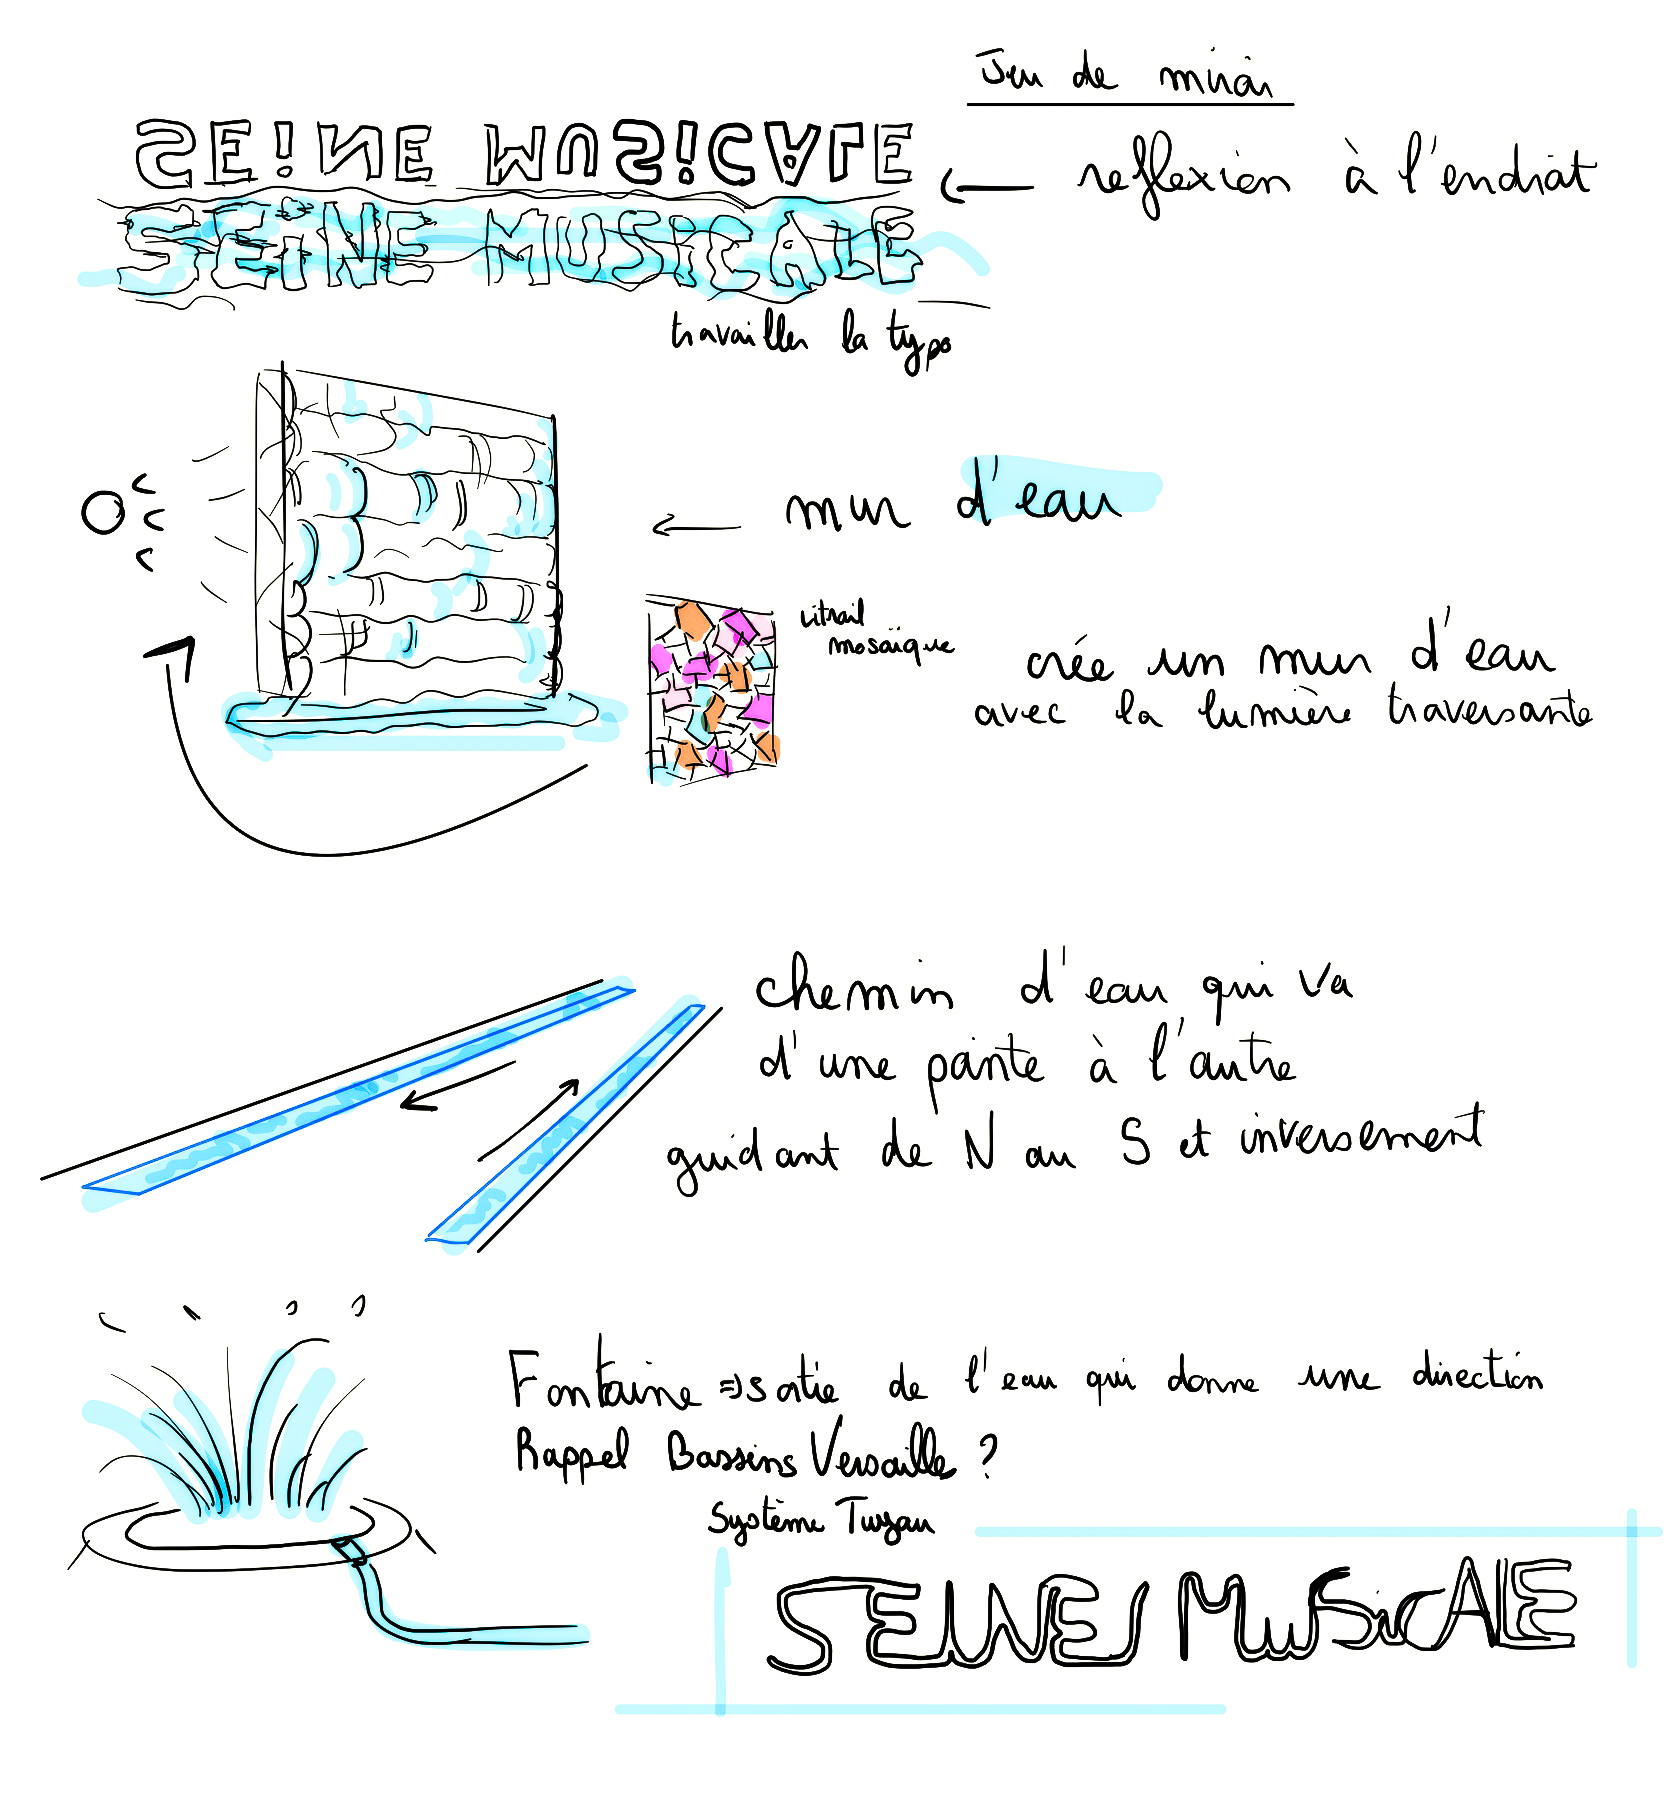 Jeu de miroir
SEINE MUSICALE
reflexion à l'endroit
SEiNE MUSiCALE
travailler la typo
mur d'eau
vitrail
mosaïque
crée un mur d'eau
avec la lumière traversante
chemin d'eau qui va
d'une pointe à l'autre
guidant de N au S et inversement
Fontaine => sortie de l'eau qui donne une direction
Rappel Bassins Versaille ?
Système Tuyau
SEINE MUSiCALE